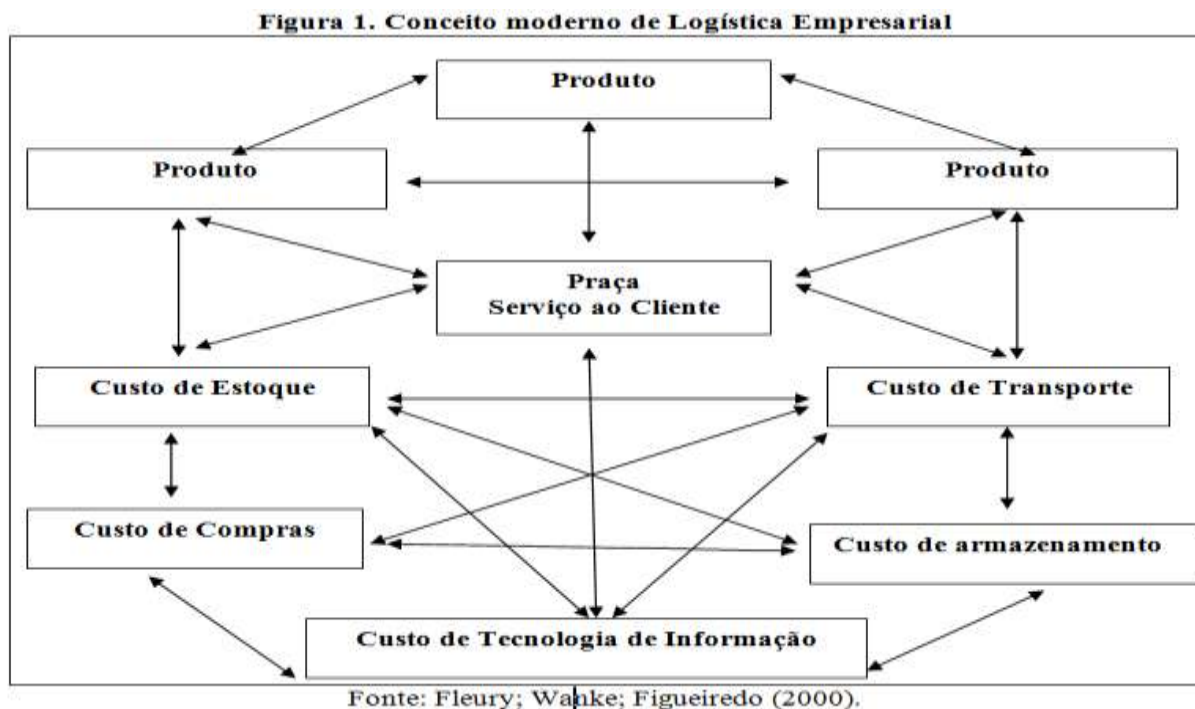 Figura 1. Conceito moderno de Logística Empresarial
Produto
Produto
Produto
Praça
Serviço ao Cliente
Custo de Estoque
Custo de Transporte
Custo de Compras
Custo de armazenamento
Custo de Tecnologia de Informação
Fonte: Fleury; Wanke; Figueiredo (2000).